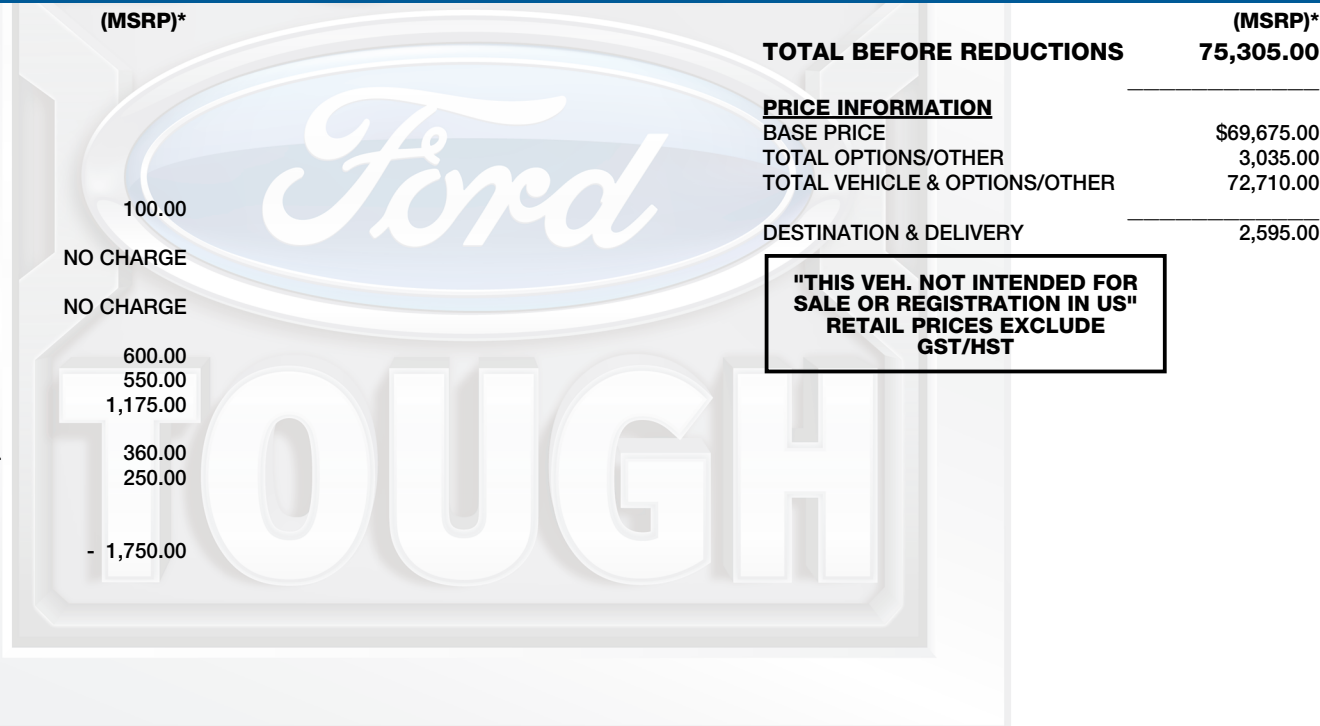 (MSRP)*
100.00
NO CHARGE
NO CHARGE
600.00
550.00
1,175.00
360.00
250.00
- 1,750.00
(MSRP)*
TOTAL BEFORE REDUCTIONS 75,305.00
PRICE INFORMATION
BASE PRICE $69,675.00
TOTAL OPTIONS/OTHER 3,035.00
TOTAL VEHICLE & OPTIONS/OTHER 72,710.00
DESTINATION & DELIVERY 2,595.00
"THIS VEH. NOT INTENDED FOR
SALE OR REGISTRATION IN US"
RETAIL PRICES EXCLUDE
GST/HST
Ford
TOUGH